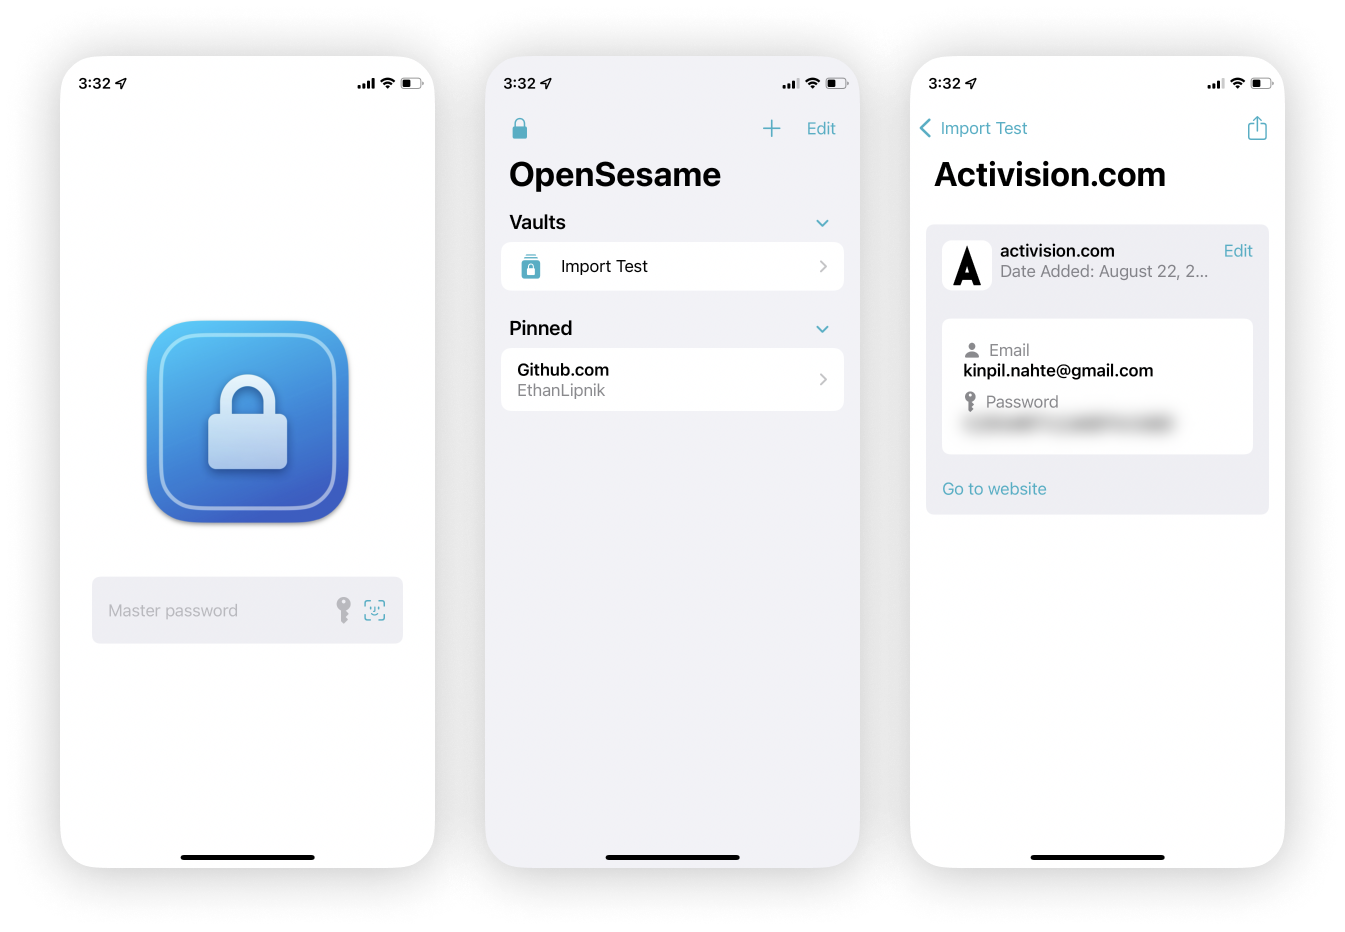 3:32
Master password
3:32
Edit
OpenSesame
Vaults
Import Test
Pinned
Github.com
EthanLipnik
3:32
Import Test
Activision.com
activision.com
Edit
Date Added: August 22, 2...
Email
kinpil.nahte@gmail.com
Password
Go to website